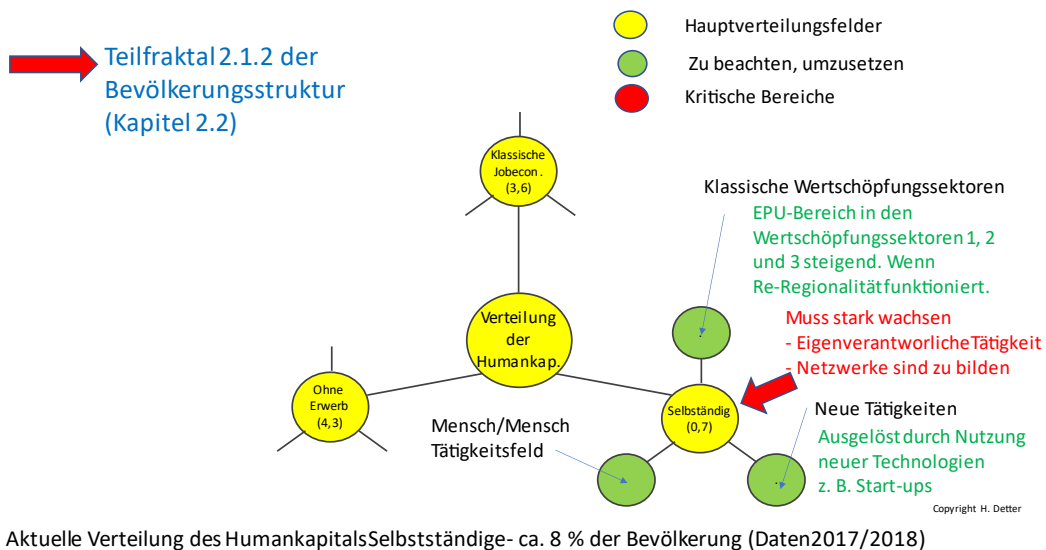 Hauptverteilungsfelder
Zu beachten, umzusetzen
Kritische Bereiche
Teilfraktal 2.1.2 der
Bevölkerungsstruktur
(Kapitel 2.2)
Klassische
Jobecon.
(3,6)
Klassische Wertschöpfungssektoren
EPU-Bereich in den
Wertschöpfungssektoren 1, 2
und 3 steigend. Wenn
Re-Regionalität funktioniert.
Verteilung
der
Humankap.
Muss stark wachsen
- Eigenverantworliche Tätigkeit
- Netzwerke sind zu bilden
Ohne
Erwerb
(4,3)
Selbständig
(0,7)
Mensch/Mensch
Tätigkeitsfeld
Neue Tätigkeiten
Ausgelöst durch Nutzung
neuer Technologien
z. B. Start-ups
Copyright H. Detter
Aktuelle Verteilung des Humankapitals Selbstständige- ca. 8 % der Bevölkerung (Daten 2017/2018)